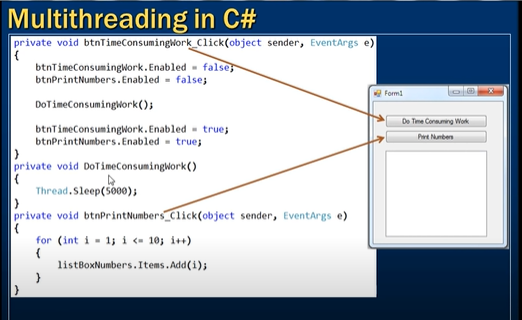 Multithreading in C#
private void btnTimeConsumingWork_Click(object sender, EventArgs e)
{
btnTimeConsumingWork.Enabled = false;
btnPrintNumbers.Enabled = false;
DoTimeConsumingWork();
btnTimeConsumingWork.Enabled = true;
btnPrintNumbers.Enabled = true;
}
private void DoTimeConsumingWork()
{
Thread.Sleep(5000);
}
private void btnPrintNumbers_Click(object sender, EventArgs e)
{
for (int i = 1; i <= 10; i++)
{
listBoxNumbers.Items.Add(i);
}
}
Form1
Do Time Consuming Work
Print Numbers